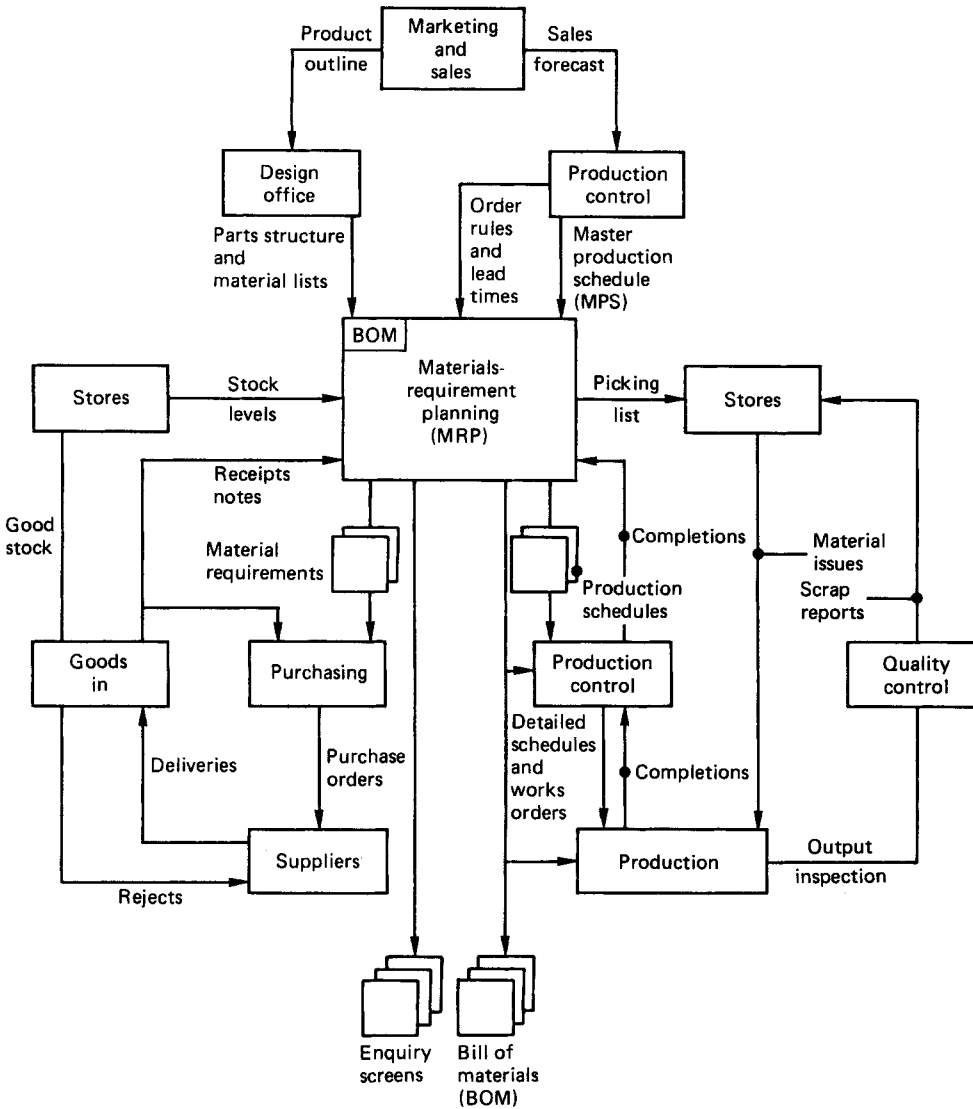 Product
outline
Marketing
and
sales
Sales
forecast
Design
office
Production
control
Parts structure
and
material lists
Order
rules
and
lead
times
Master
production
schedule
(MPS)
BOM
Materials-
requirement
planning
(MRP)
Stores
Stock
levels
Picking
list
Stores
Receipts
notes
Good
stock
Material
requirements
Completions
Production
schedules
Material
issues
Scrap
reports
Goods
in
Purchasing
Production
control
Quality
control
Deliveries
Purchase
orders
Detailed
schedules
and
works
orders
Completions
Suppliers
Production
Output
inspection
Rejects
Enquiry
screens
Bill of
materials
(BOM)